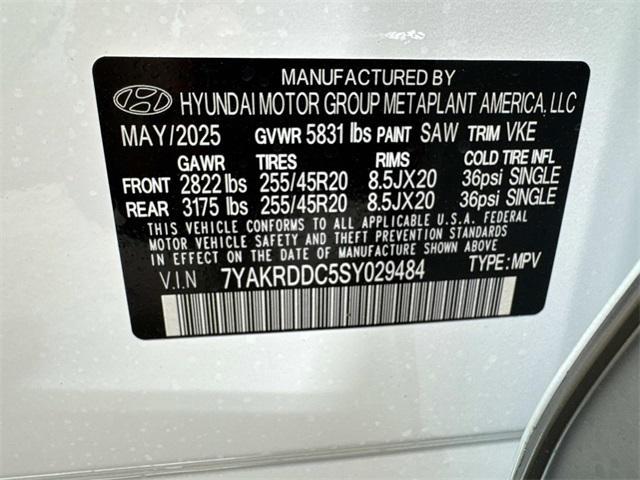 MANUFACTURED BY
HYUNDAI MOTOR GROUP METAPLANT AMERICA, LLC
MAY/2025 GVWR 5831 lbs PAINT SAW TRIM VKE
GAWR TIRES RIMS COLD TIRE INFL
FRONT 2822 lbs 255/45R20 8.5JX20 36psi SINGLE
REAR 3175 lbs 255/45R20 8.5JX20 36psi SINGLE
THIS VEHICLE CONFORMS TO ALL APPLICABLE U.S.A. FEDERAL
MOTOR VEHICLE SAFETY AND THEFT PREVENTION STANDARDS
IN EFFECT ON THE DATE OF MANUFACTURE SHOWN ABOVE.
V.I.N 7YAKRDDC5SY029484 TYPE: MPV